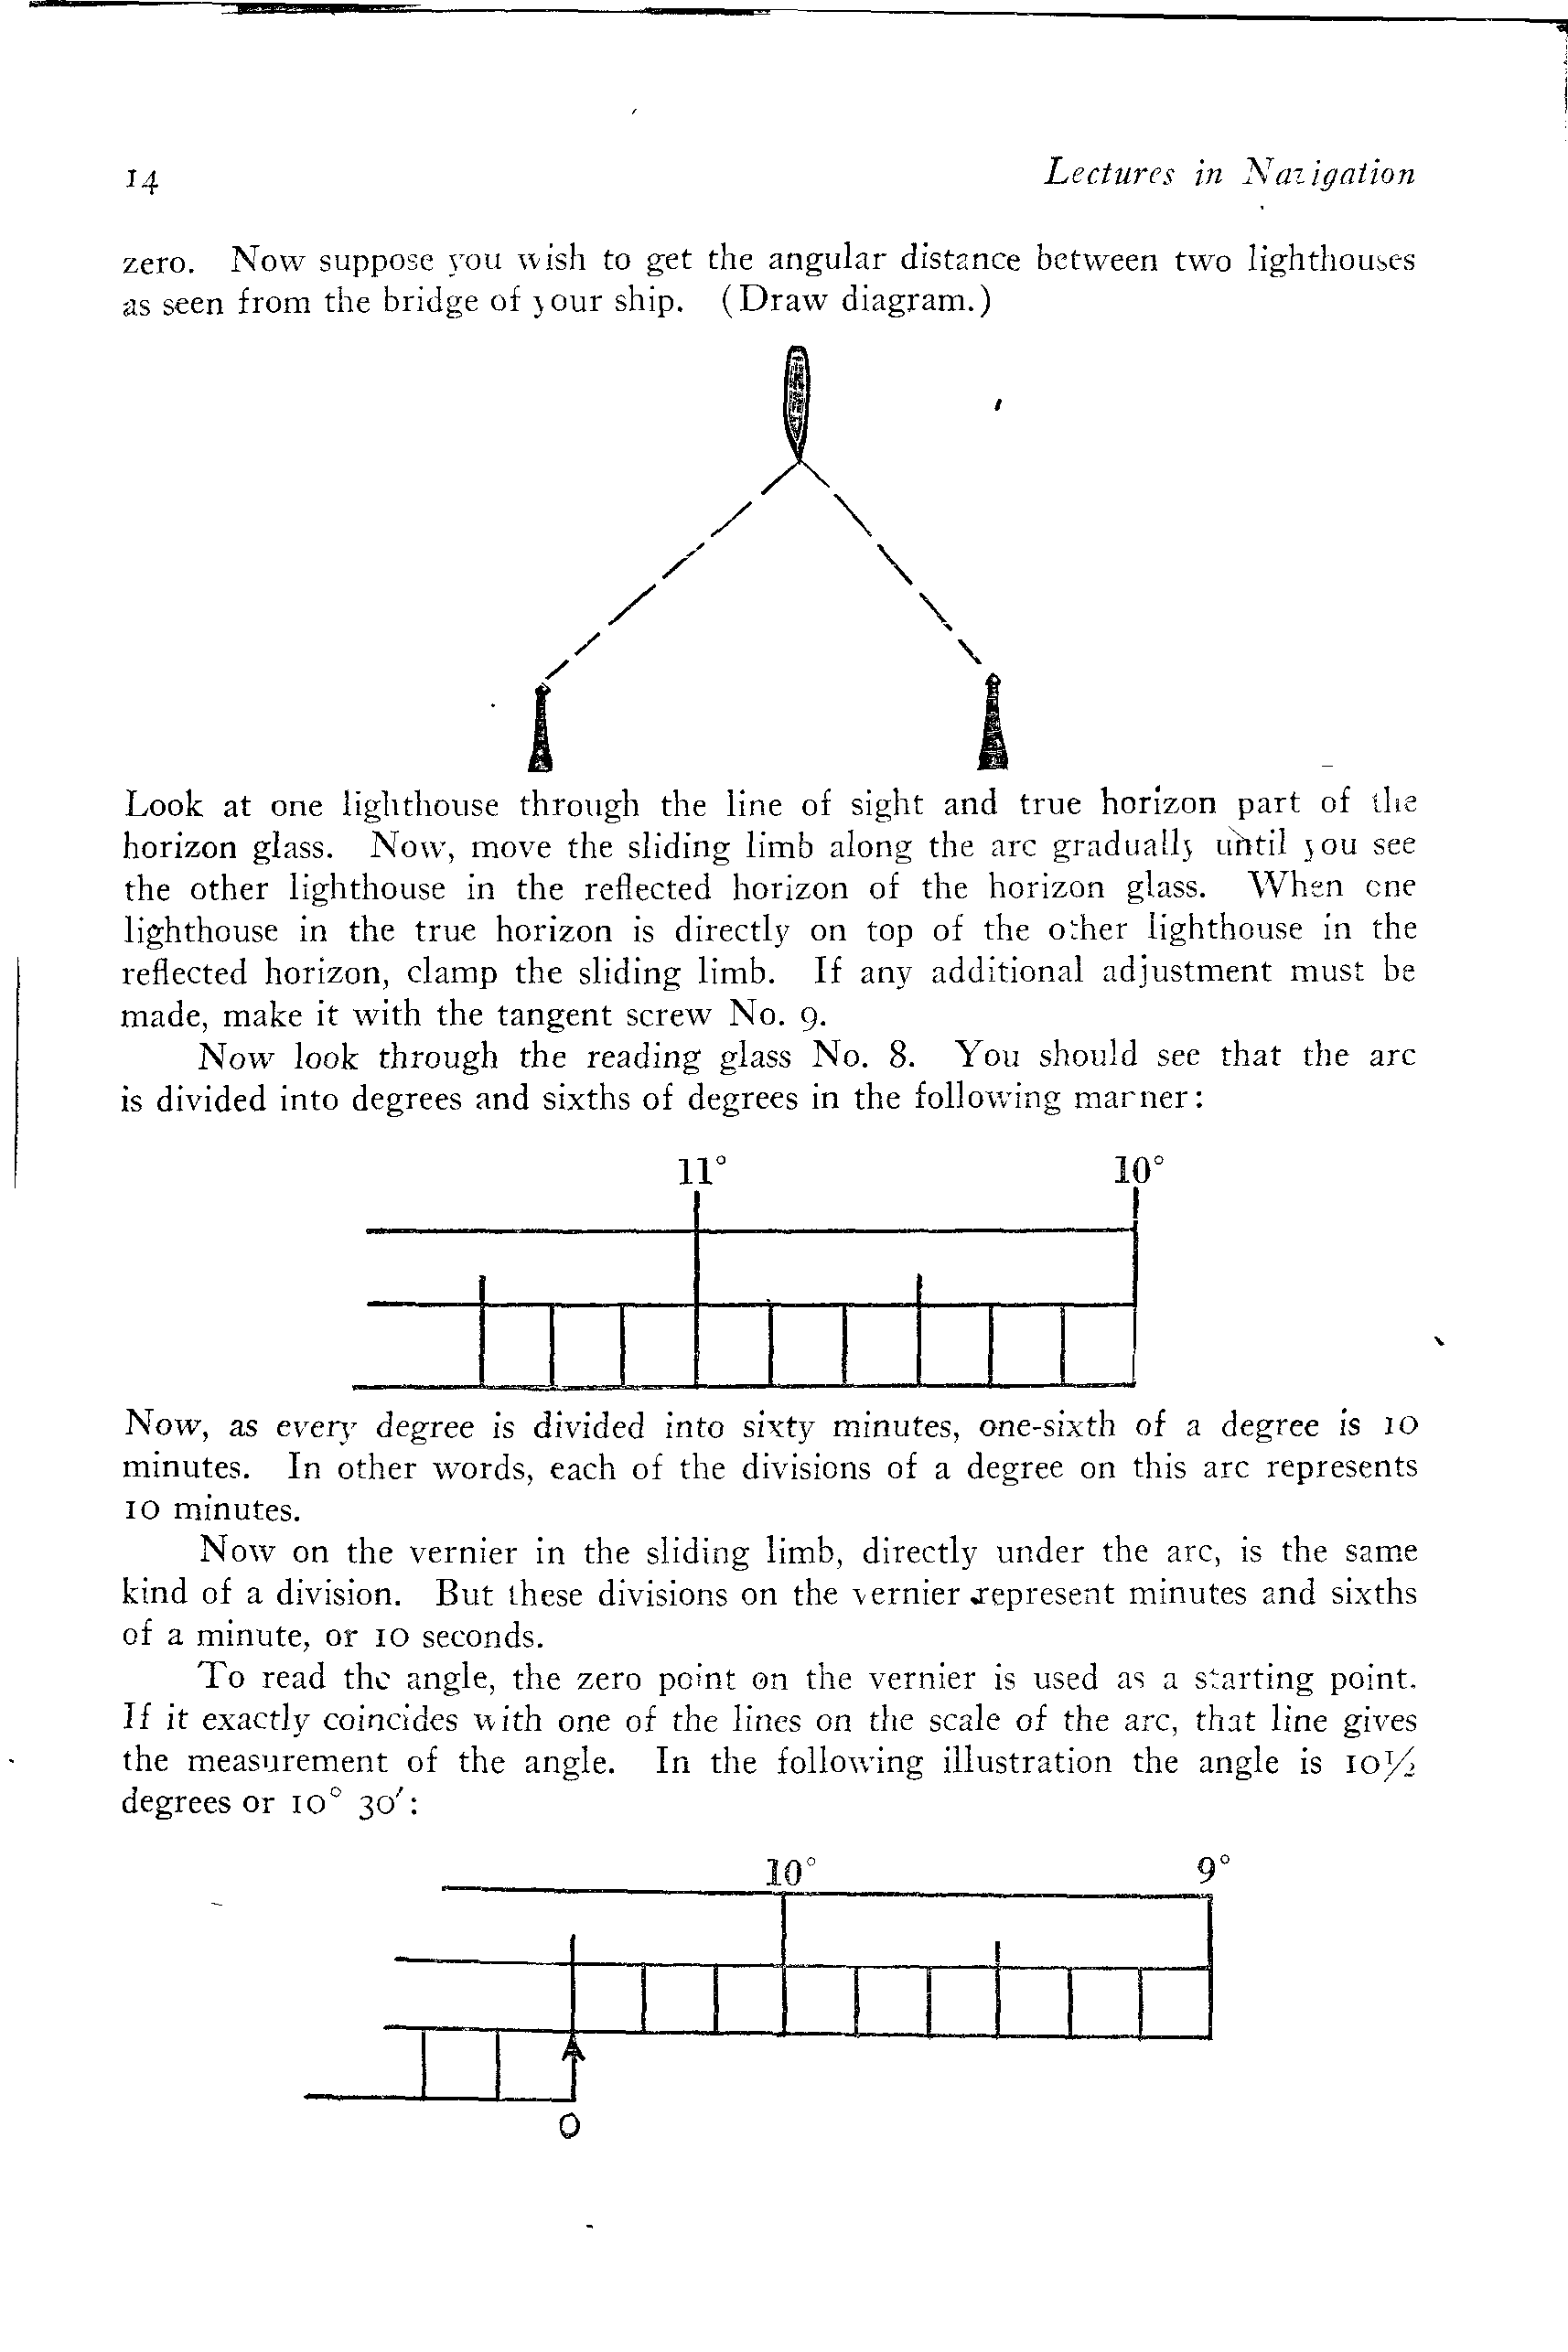 14 Lectures in Navigation
zero. Now suppose you wish to get the angular distance between two lighthouses
as seen from the bridge of your ship. (Draw diagram.)
Look at one lighthouse through the line of sight and true horizon part of the
horizon glass. Now, move the sliding limb along the arc gradually until you see
the other lighthouse in the reflected horizon of the horizon glass. When one
lighthouse in the true horizon is directly on top of the other lighthouse in the
reflected horizon, clamp the sliding limb. If any additional adjustment must be
made, make it with the tangent screw No. 9.
Now look through the reading glass No. 8. You should see that the arc
is divided into degrees and sixths of degrees in the following manner:
11° 10°
Now, as every degree is divided into sixty minutes, one-sixth of a degree is 10
minutes. In other words, each of the divisions of a degree on this arc represents
10 minutes.
Now on the vernier in the sliding limb, directly under the arc, is the same
kind of a division. But these divisions on the vernier represent minutes and sixths
of a minute, or 10 seconds.
To read the angle, the zero point on the vernier is used as a starting point.
If it exactly coincides with one of the lines on the scale of the arc, that line gives
the measurement of the angle. In the following illustration the angle is 10½
degrees or 10° 30′:
10° 9°
0